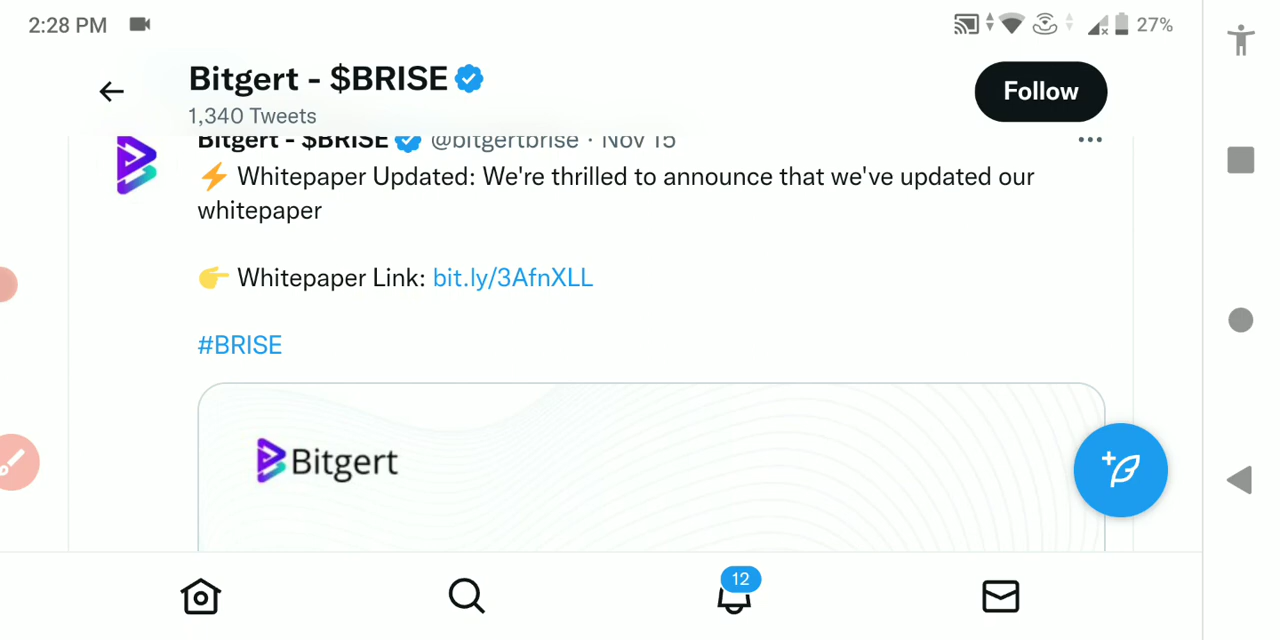 2:28 PM
27%
Bitgert - $BRISE
1,340 Tweets
Follow
Bitgert - $BRISE @bitgertbrise · Nov 15
⚡ Whitepaper Updated: We're thrilled to announce that we've updated our
whitepaper
👉 Whitepaper Link: bit.ly/3AfnXLL
#BRISE
Bitgert
12